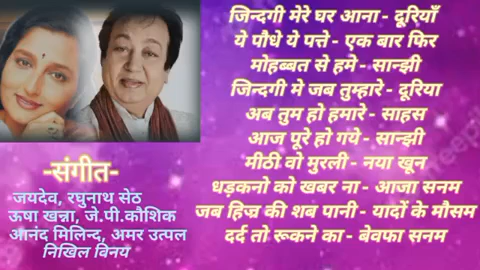 जिन्दगी मेरे घर आना - दूरियाँ
ये पौधे ये पत्ते - एक बार फिर
मोहब्बत से हमे - सान्झी
जिन्दगी मे जब तुम्हारे - दूरिया
अब तुम हो हमारे - साहस
आज पूरे हो गये - सान्झी
मीठी वो मुरली - नया खून
धड़कनो को खबर ना - आजा सनम
जब हिज्र की शब पानी - यादों के मौसम
दर्द तो रूकने का - बेवफा सनम
-संगीत-
जयदेव, रघुनाथ सेठ
ऊषा खन्ना, जे.पी.कौशिक
आनंद मिलिन्द, अमर उत्पल
निखिल विनय